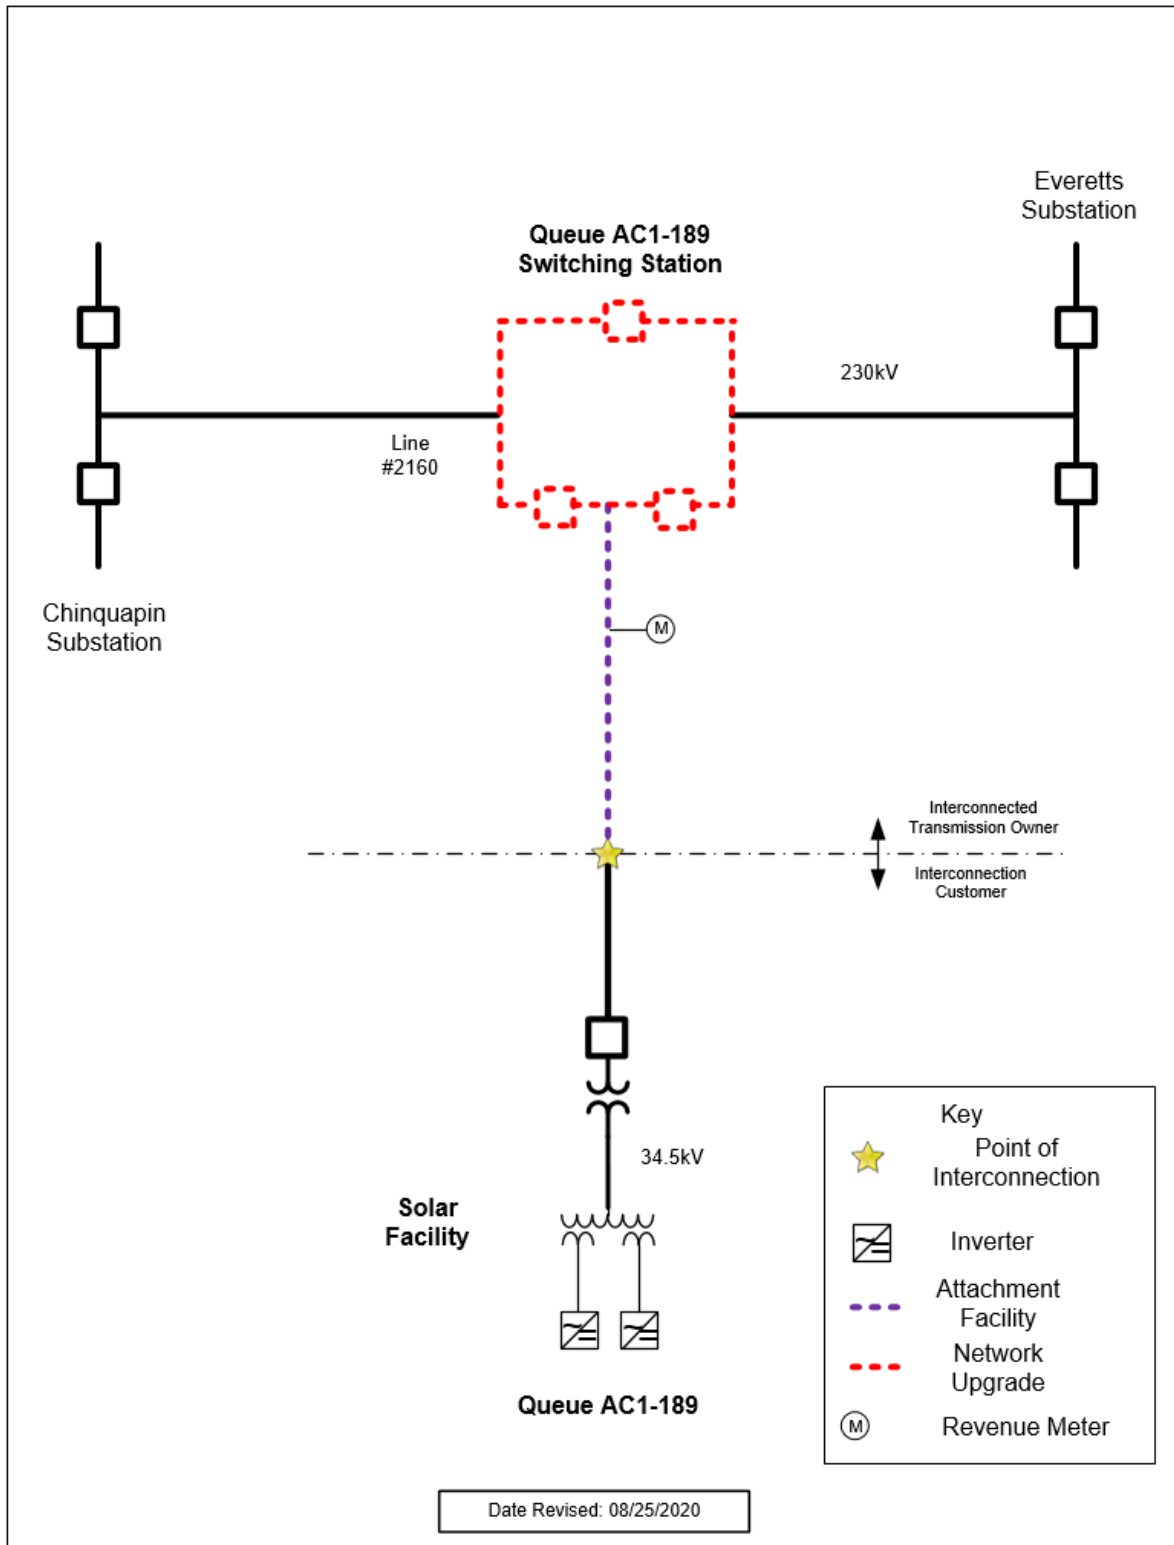 Everetts
Substation
Queue AC1-189
Switching Station
230kV
Line
#2160
Chinquapin
Substation
M
Interconnected
Transmission Owner
Interconnection
Customer
34.5kV
Solar
Facility
Queue AC1-189
Key
Point of
Interconnection
Inverter
Attachment
Facility
Network
Upgrade
M
Revenue Meter
Date Revised: 08/25/2020